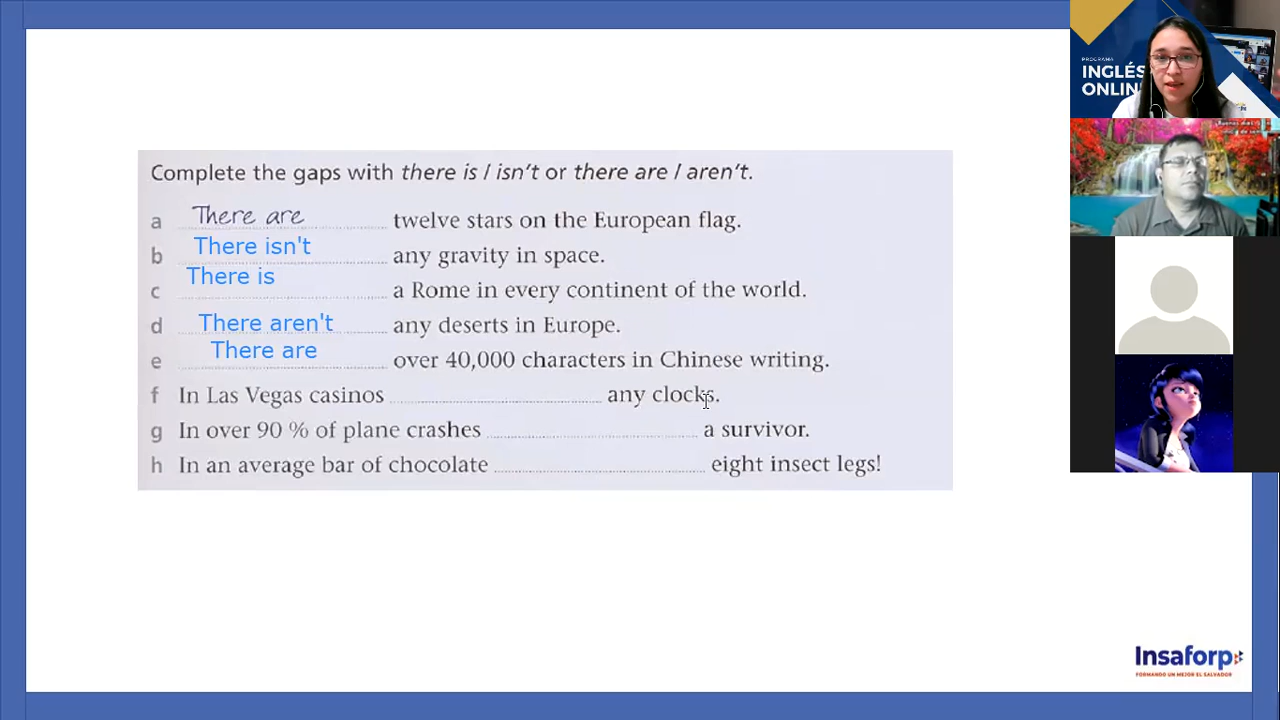 Complete the gaps with there is / isn't or there are / aren't.
a There are twelve stars on the European flag.
b There isn't any gravity in space.
c There is a Rome in every continent of the world.
d There aren't any deserts in Europe.
e There are over 40,000 characters in Chinese writing.
f In Las Vegas casinos any clocks.
g In over 90 % of plane crashes a survivor.
h In an average bar of chocolate eight insect legs!
PROGRAMA
INGLÉS
ONLIN
Insaforp
FORMANDO UN MEJOR EL SALVADOR